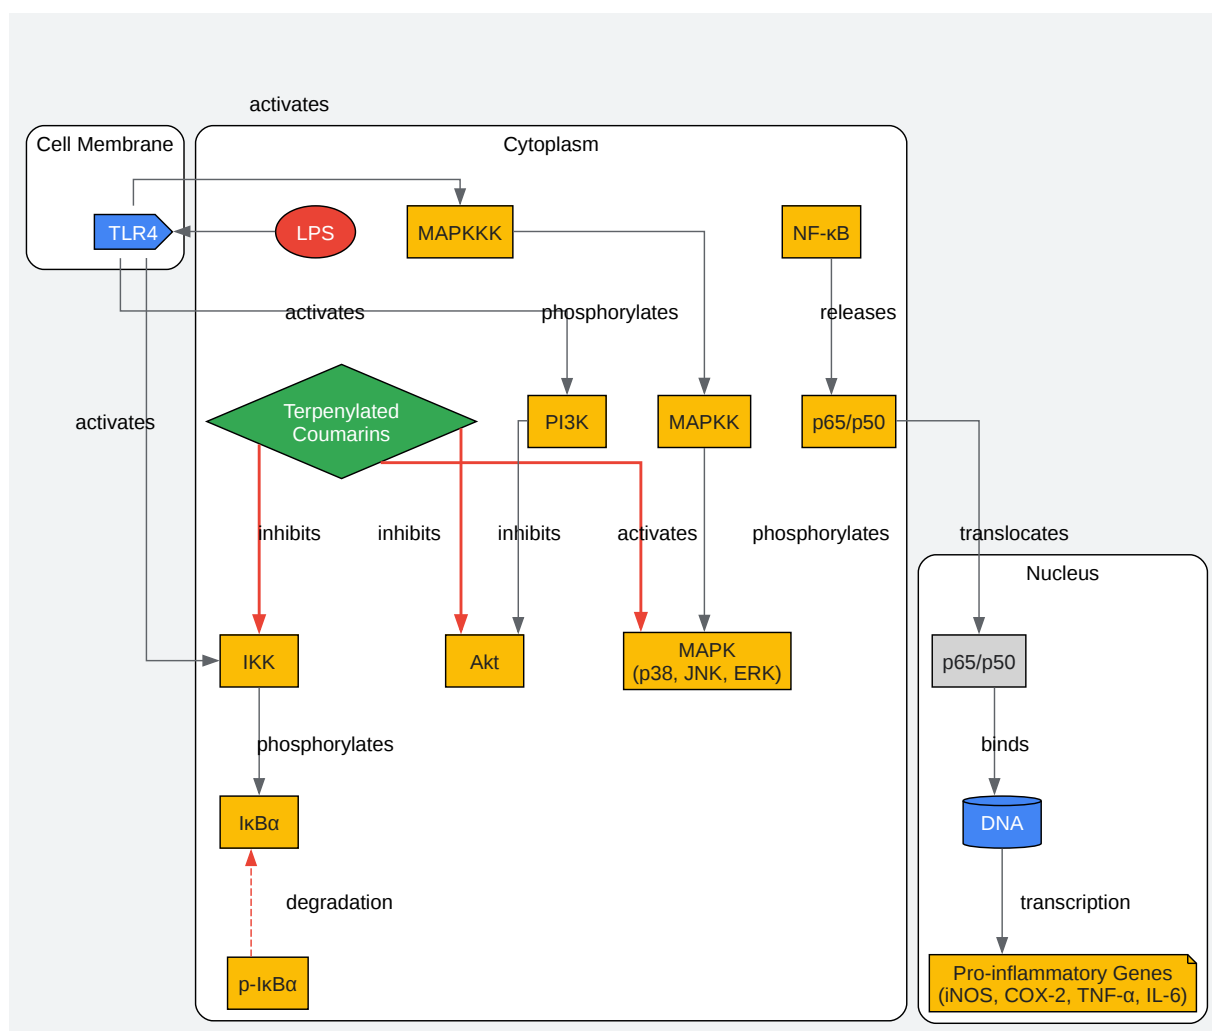 activates
Cell Membrane
Cytoplasm
TLR4
LPS
MAPKKK
NF-κB
activates
phosphorylates
releases
Terpenylated
Coumarins
activates
PI3K
MAPKK
p65/p50
inhibits
inhibits
inhibits
activates
phosphorylates
translocates
Nucleus
IKK
Akt
MAPK
(p38, JNK, ERK)
p65/p50
phosphorylates
binds
IκBα
DNA
degradation
transcription
p-IκBα
Pro-inflammatory Genes
(iNOS, COX-2, TNF-α, IL-6)